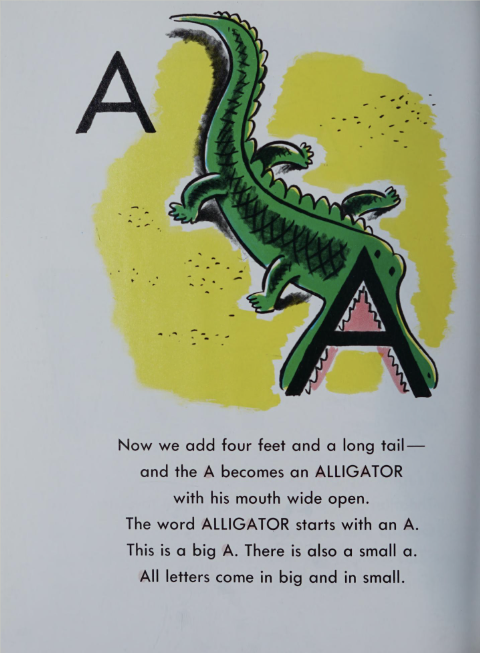 A
A
Now we add four feet and a long tail—
and the A becomes an ALLIGATOR
with his mouth wide open.
The word ALLIGATOR starts with an A.
This is a big A. There is also a small a.
All letters come in big and in small.